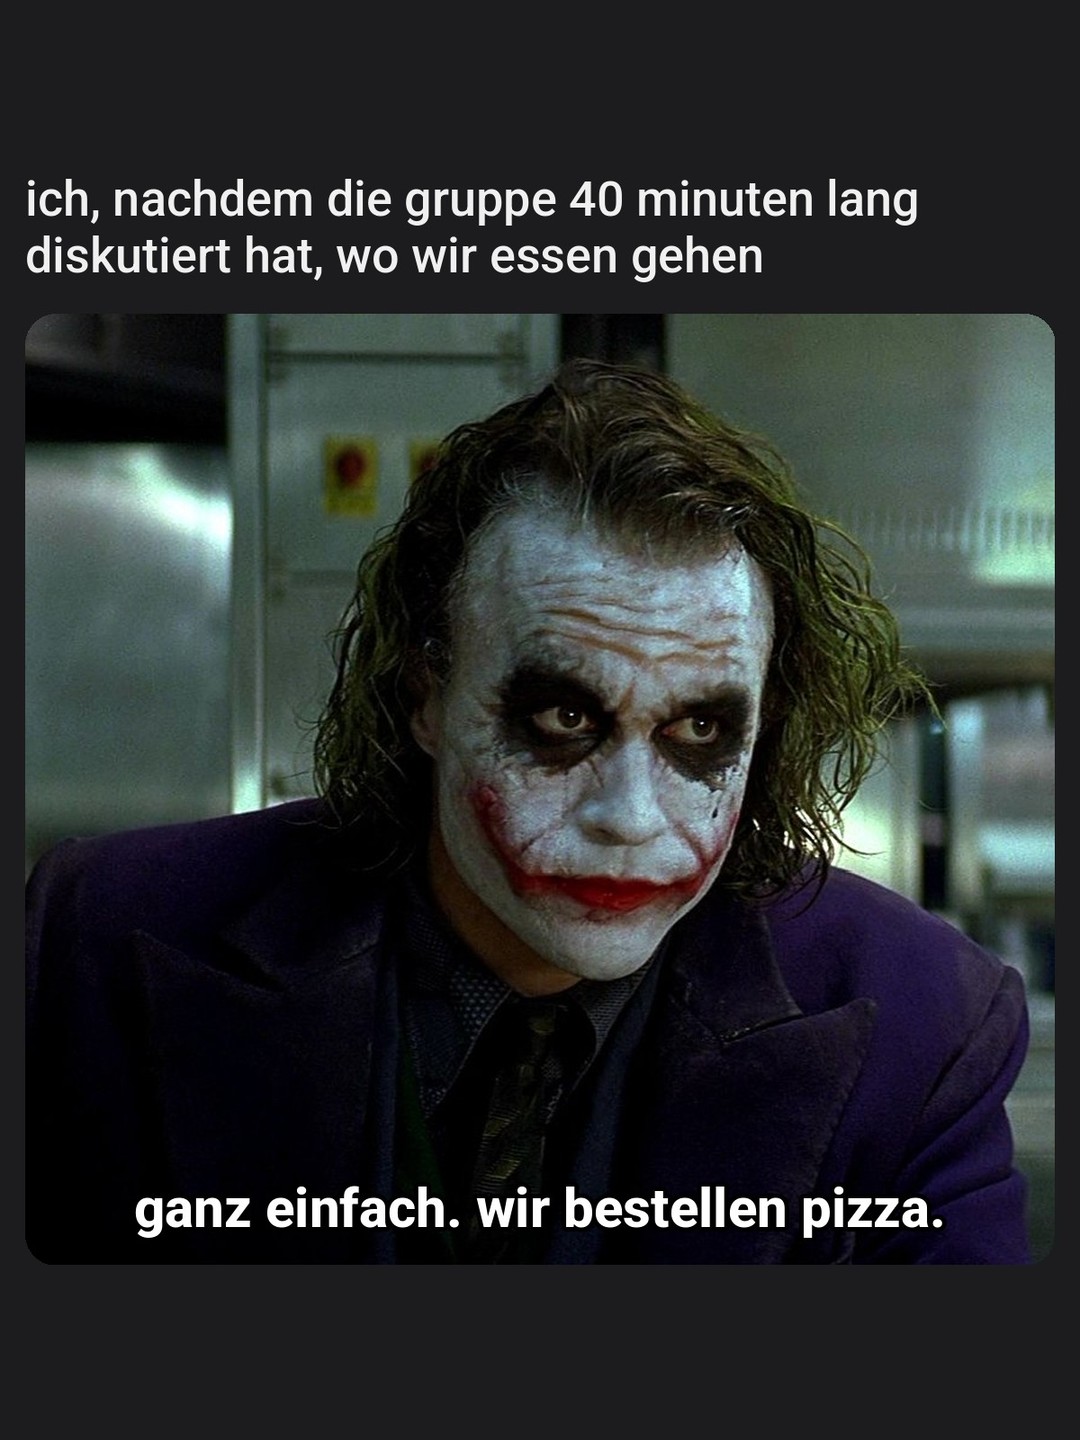 ich, nachdem die gruppe 40 minuten lang
diskutiert hat, wo wir essen gehen
ganz einfach. wir bestellen pizza.